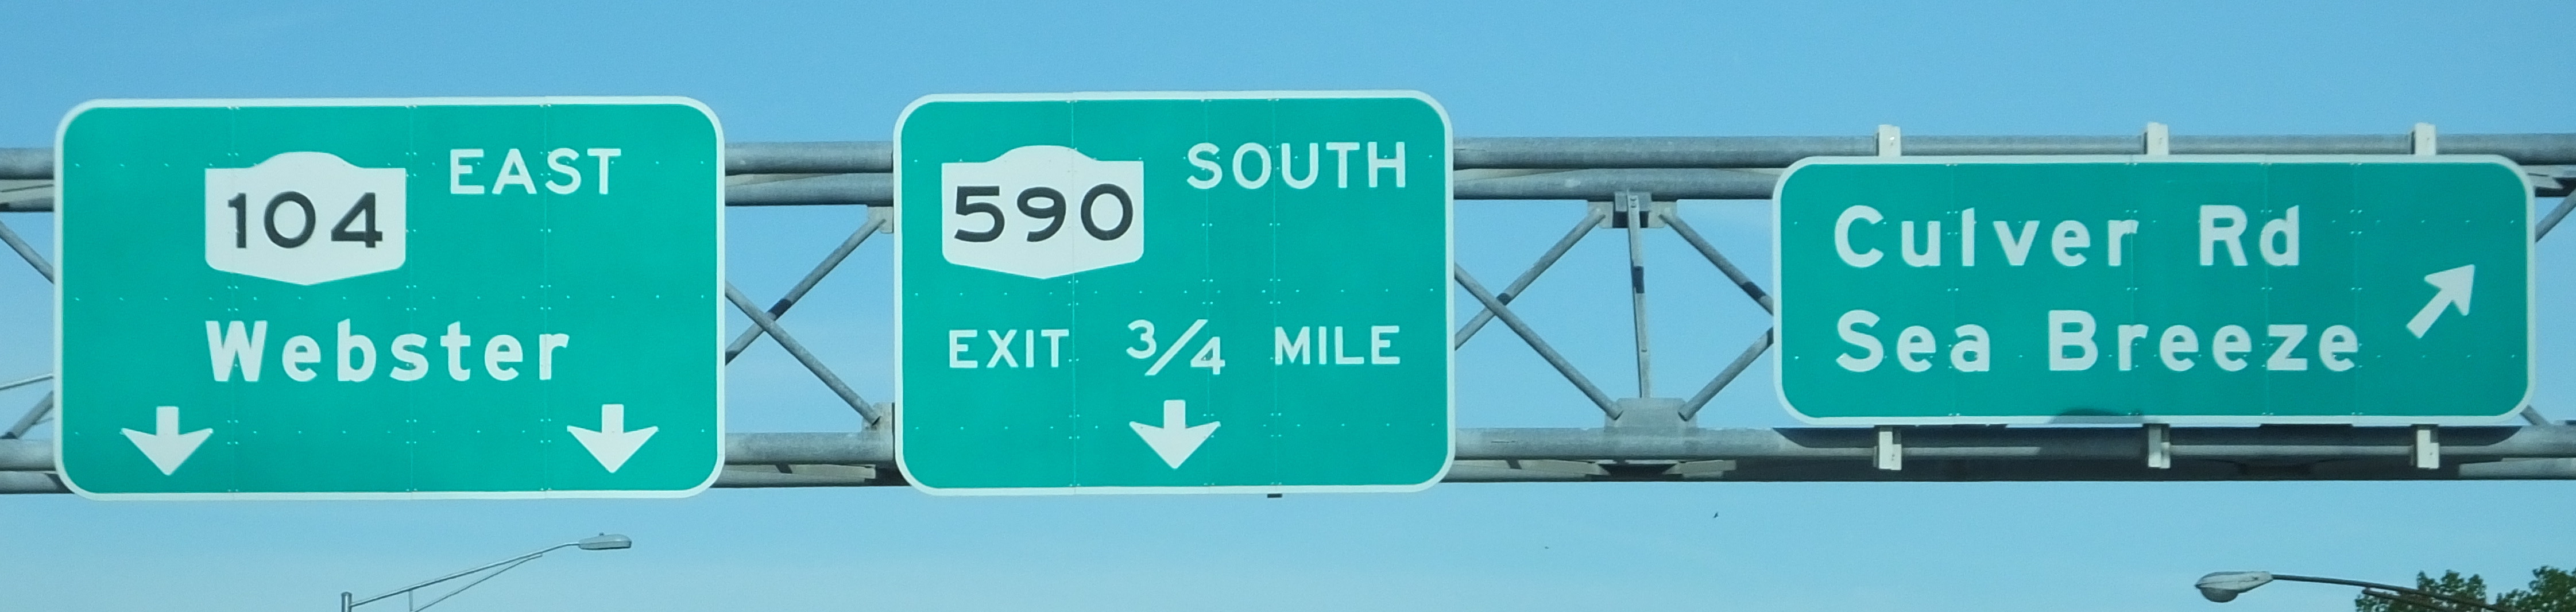 104 EAST
Webster
590 SOUTH
EXIT 3/4 MILE
Culver Rd
Sea Breeze